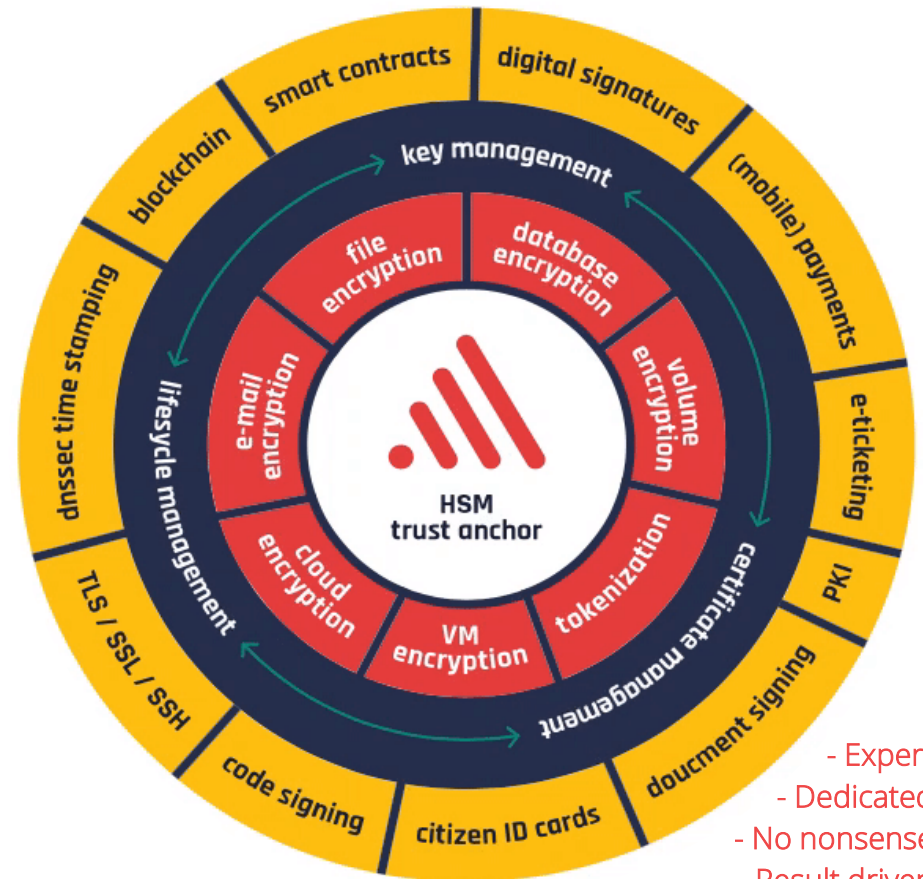 smart contracts
digital signatures
(mobile) payments
e-ticketing
PKI
doucment signing
citizen ID cards
code signing
TLS / SSL / SSH
dnssec time stamping
blockchain
key management
certificate management
lifesycle management
file
encryption
database
encryption
volume
encryption
tokenization
VM
encryption
cloud
encryption
e-mail
encryption
HSM
trust anchor
- Exper
- Dedicated
- No nonsense
Result driven